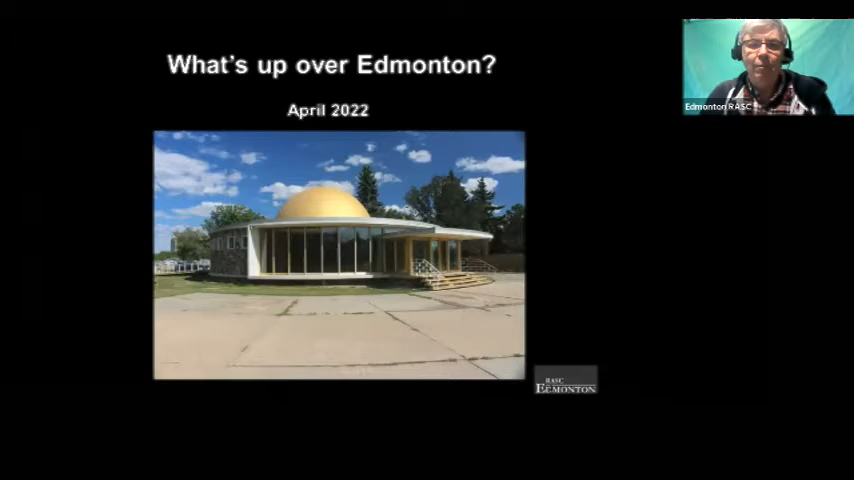 What's up over Edmonton?
April 2022
Edmonton RASC
RASC
EDMONTON